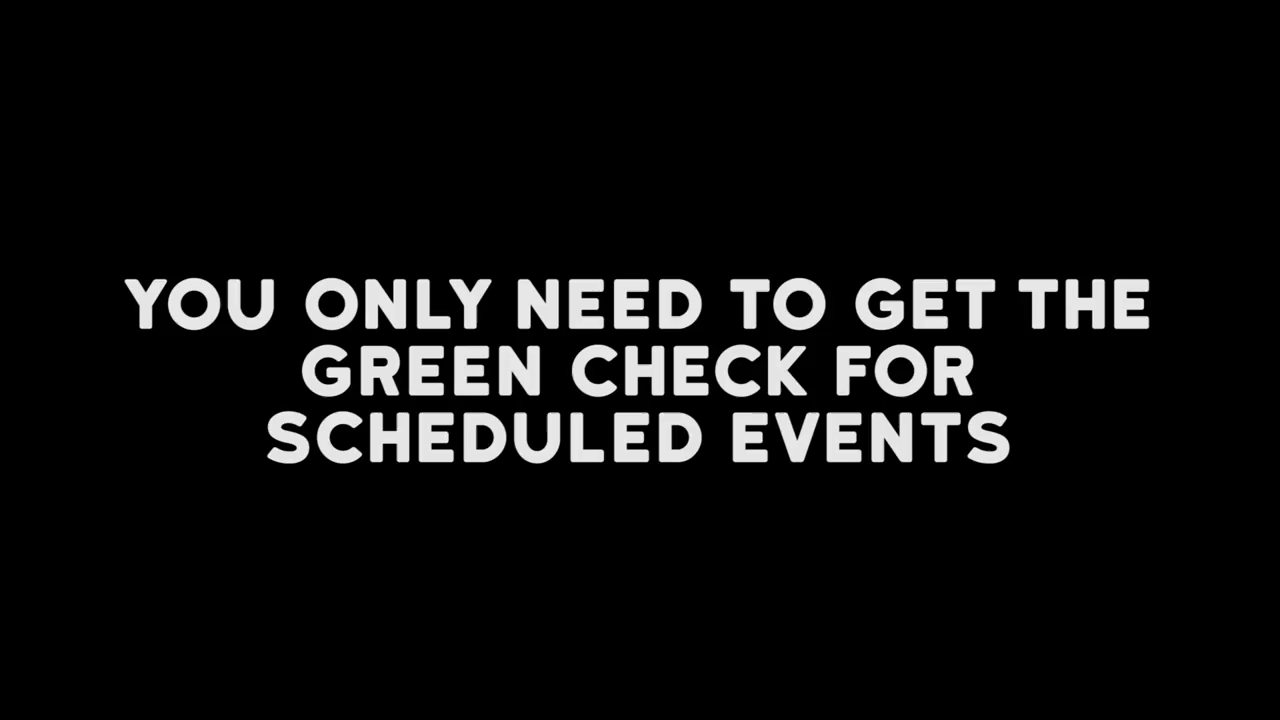 YOU ONLY NEED TO GET THE
GREEN CHECK FOR
SCHEDULED EVENTS